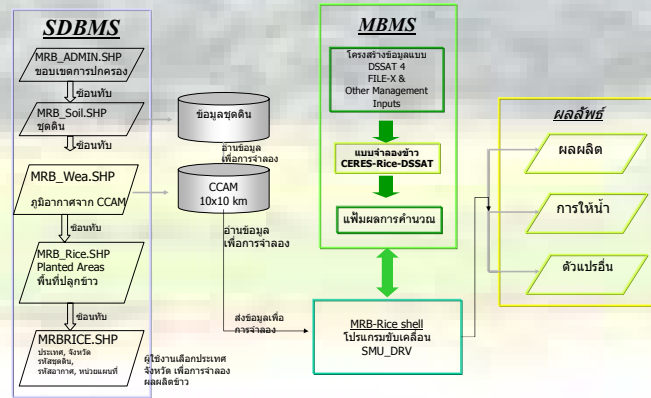 SDBMS
MRB_ADMIN.SHP
ขอบเขตการปกครอง
ซ้อนทับ
MRB_Soil.SHP
ชุดดิน
ซ้อนทับ
MRB_Wea.SHP
ภูมิอากาศจาก CCAM
ซ้อนทับ
MRB_Rice.SHP
Planted Areas
พื้นที่ปลูกข้าว
ซ้อนทับ
MRBRICE.SHP
ประเทศ, จังหวัด
รหัสชุดดิน,
รหัสอากาศ, หน่วยแผนที่
ผู้ใช้งานเลือกประเทศ
จังหวัด เพื่อการจำลอง
ผลผลิตข้าว
ข้อมูลชุดดิน
อ่านข้อมูล
เพื่อการจำลอง
CCAM
10x10 km
อ่านข้อมูล
เพื่อการจำลอง
ส่งข้อมูลเพื่อ
การจำลอง
MBMS
โครงสร้างข้อมูลแบบ
DSSAT 4
FILE-X &
Other Management
Inputs
แบบจำลองข้าว
CERES-Rice-DSSAT
แฟ้มผลการคำนวณ
MRB-Rice shell
โปรแกรมขับเคลื่อน
SMU_DRV
ผลลัพธ์
ผลผลิต
การให้น้ำ
ตัวแปรอื่น